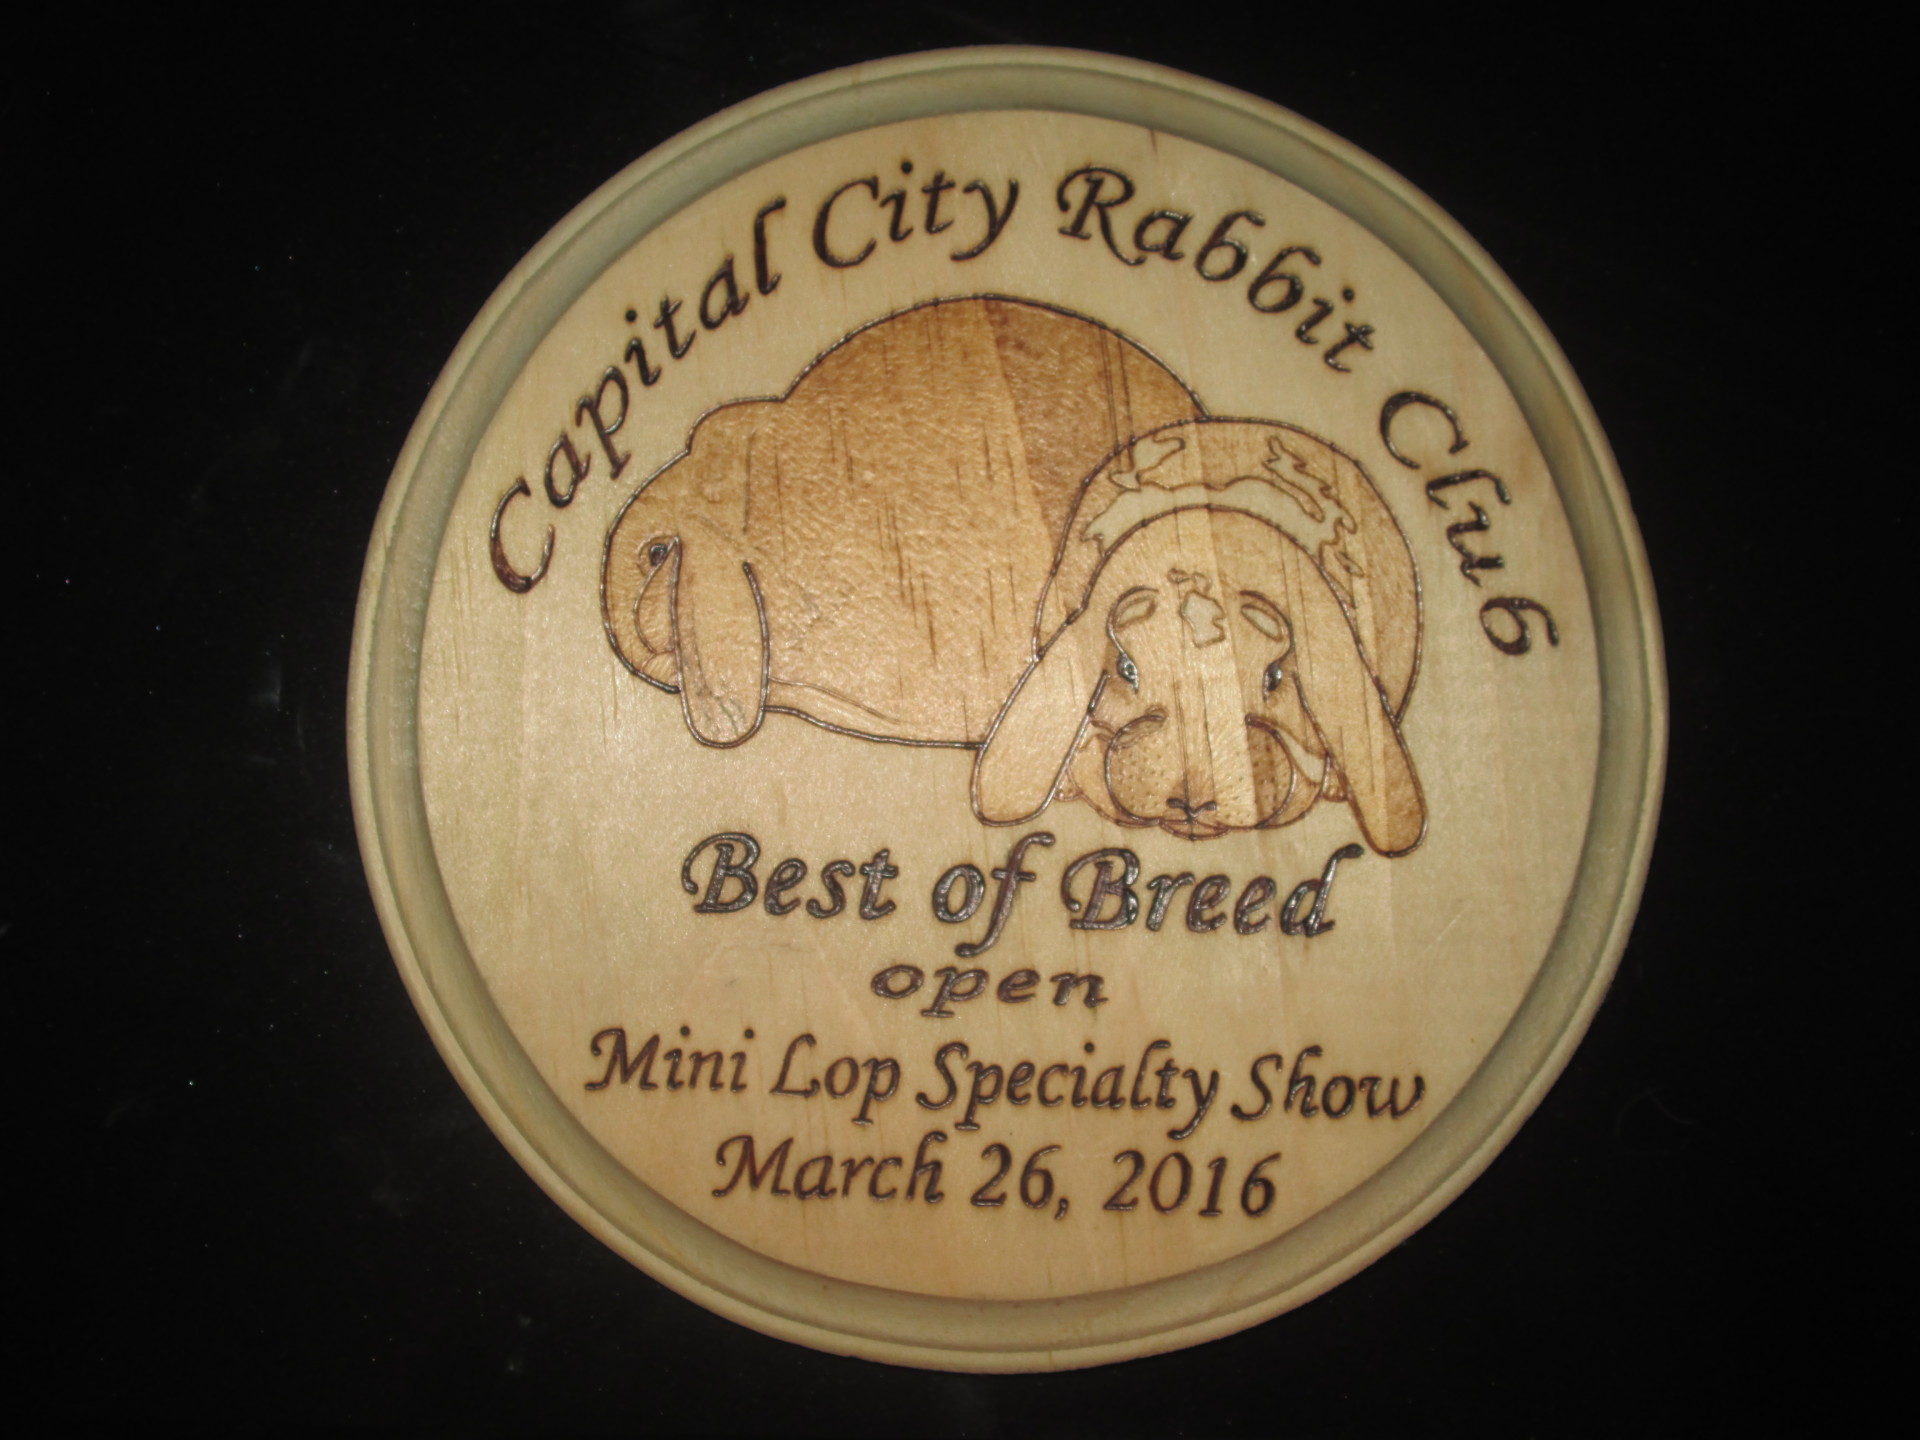 Capital City Rabbit Club
Best of Breed
open
Mini Lop Specialty Show
March 26, 2016